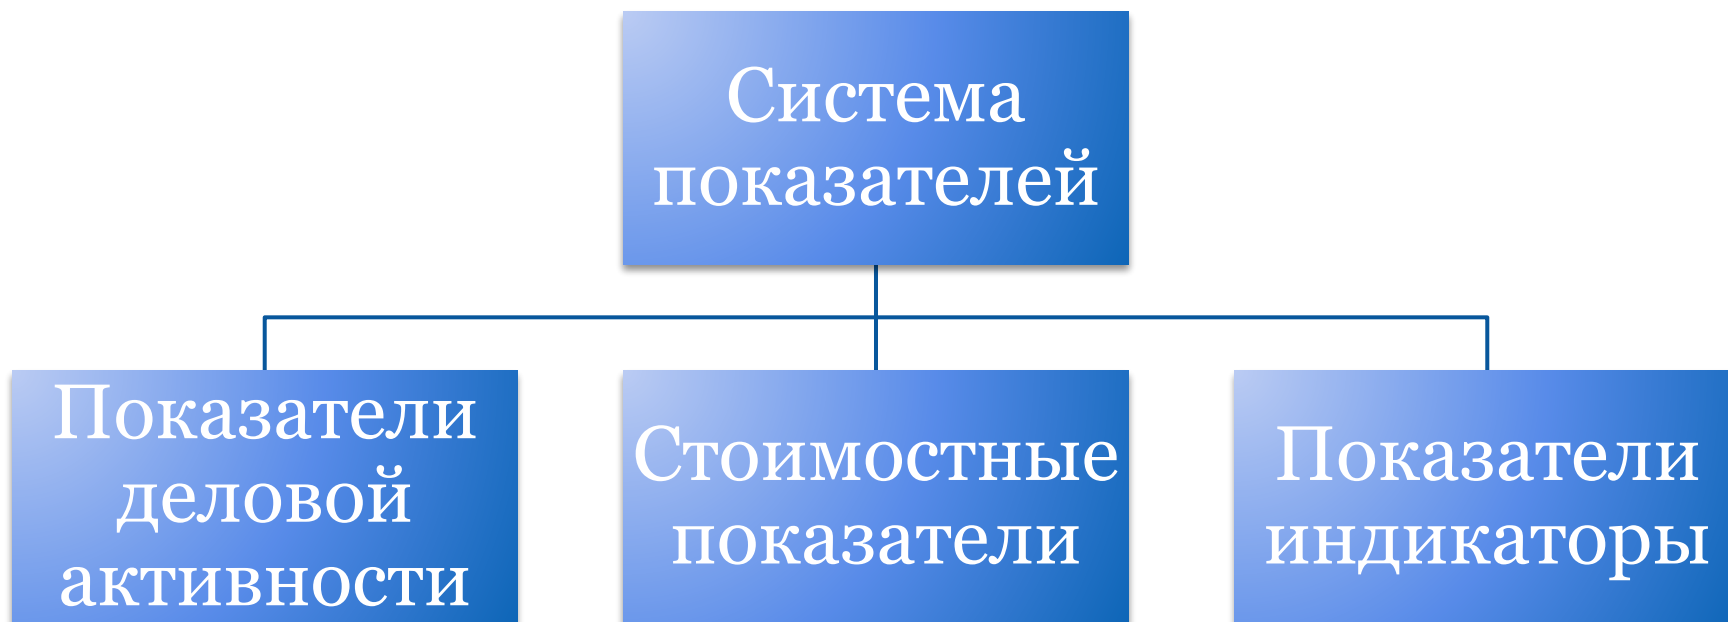 Система
показателей
Показатели
деловой
активности
Стоимостные
показатели
Показатели
индикаторы